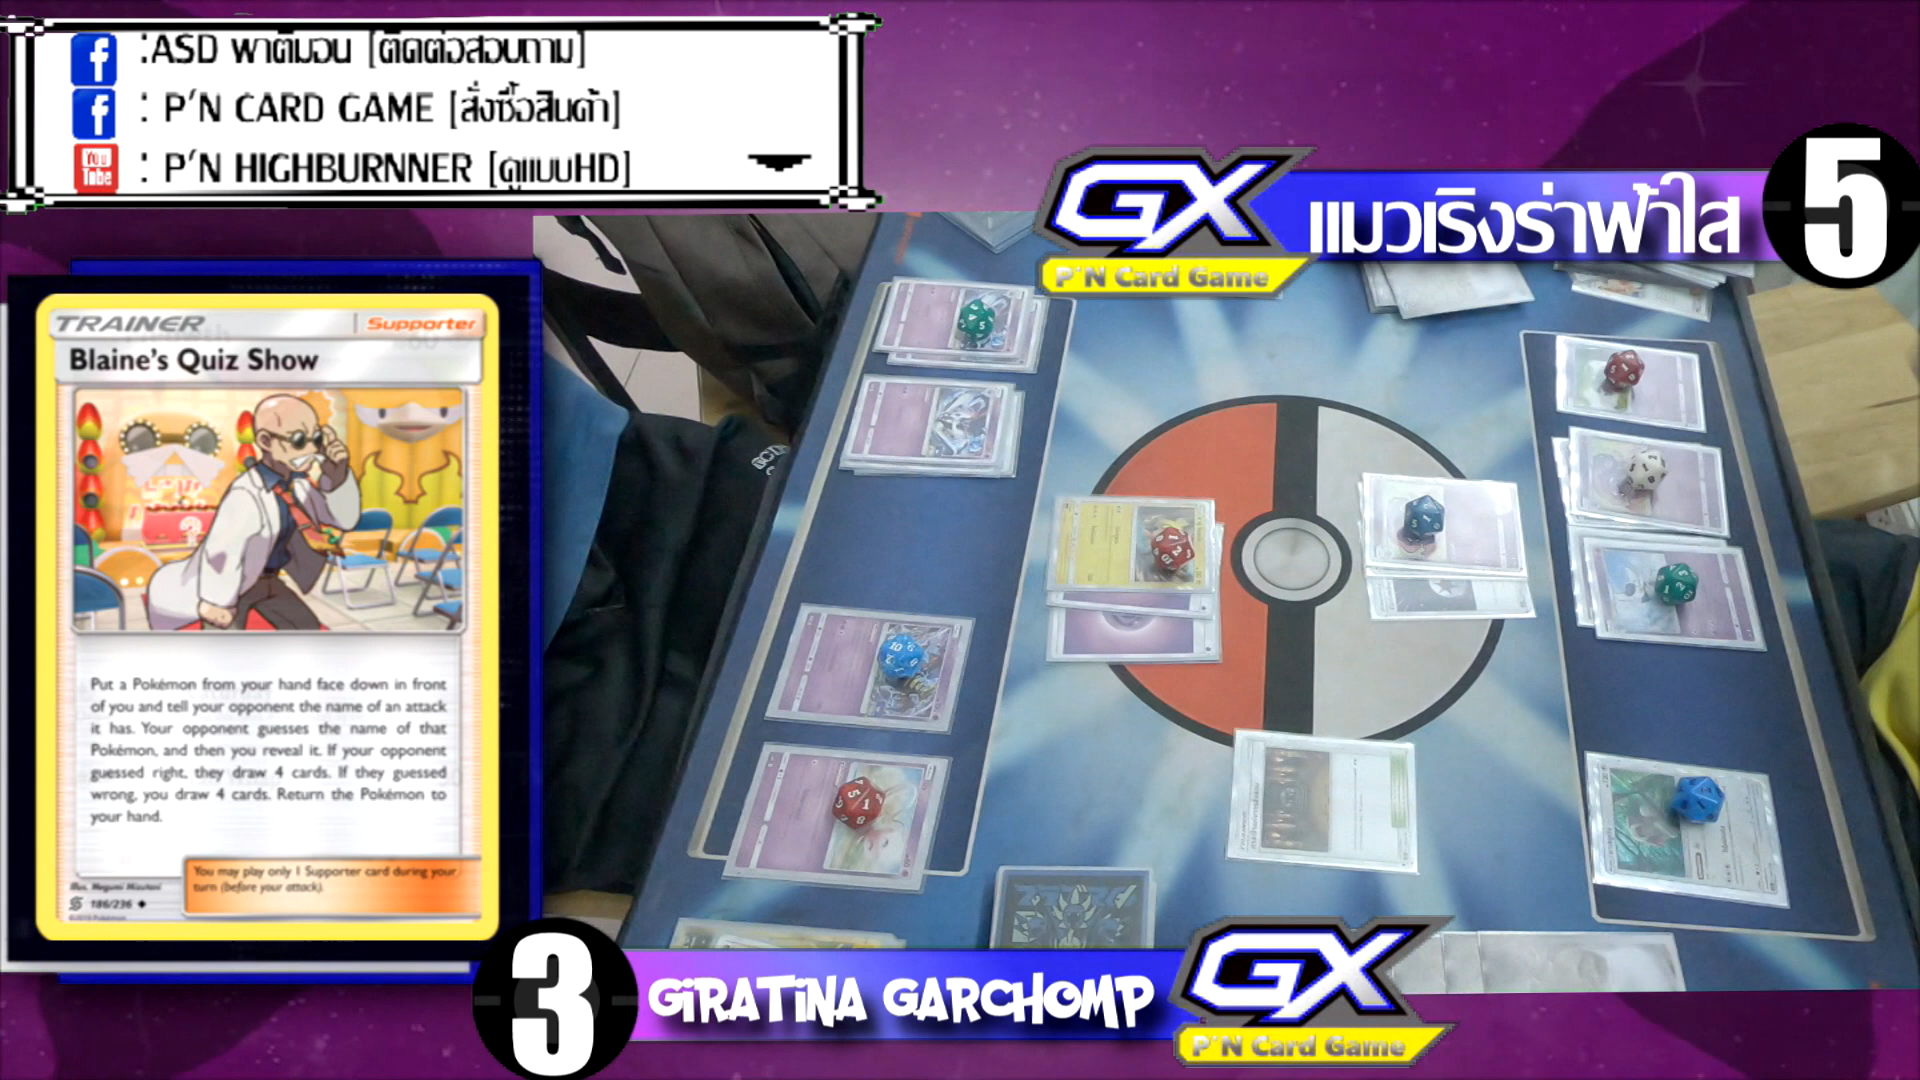 :ASD พาติมอน [ติดต่อสอบถาม]
: P'N CARD GAME [สั่งซื้อสินค้า]
You Tube : P'N HIGHBURNNER [ดูแบบHD]
GX
P'N Card Game
แมวเริงร่าฟ้าใส
5
TRAINER Supporter
Blaine's Quiz Show
Put a Pokémon from your hand face down in front
of you and tell your opponent the name of an attack
it has. Your opponent guesses the name of that
Pokémon, and then you reveal it. If your opponent
guessed right, they draw 4 cards. If they guessed
wrong, you draw 4 cards. Return the Pokémon to
your hand.
You may play only 1 Supporter card during your
turn (before your attack).
Illus. Megumi Mizutani
186/236
3
GIRATINA GARCHOMP
GX
P'N Card Game